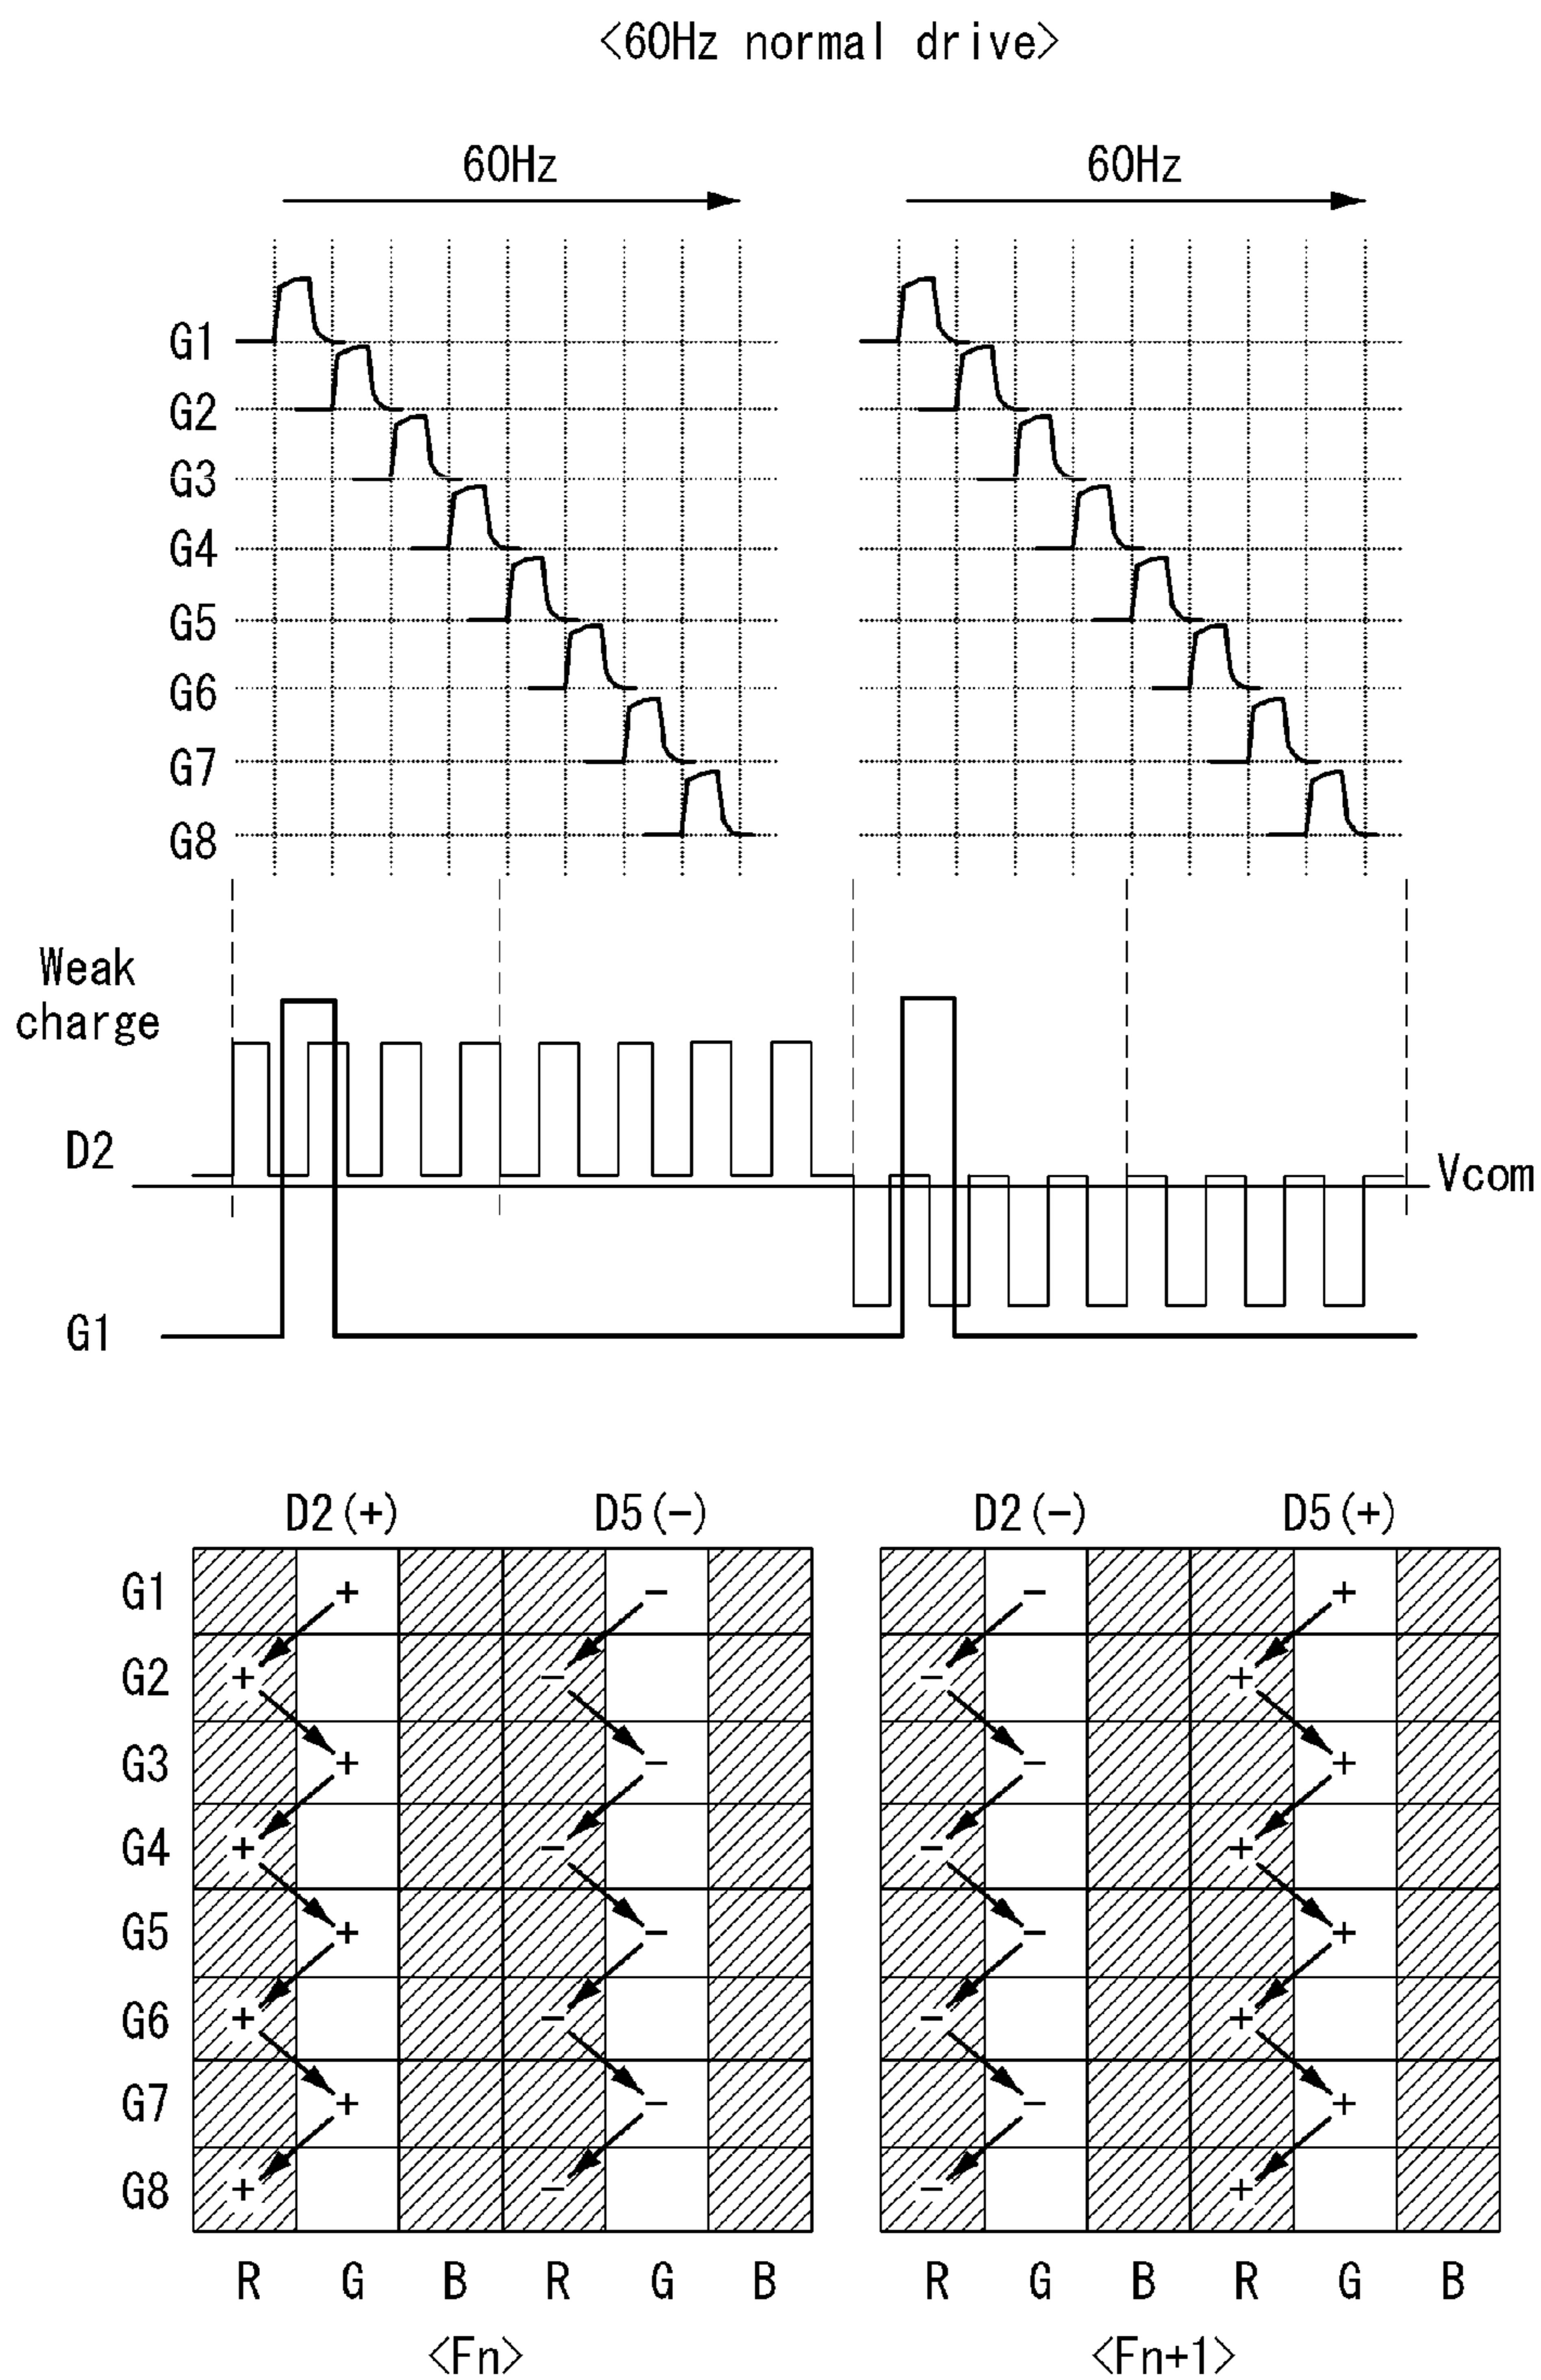 <60Hz normal drive>
60Hz 60Hz
G1
G2
G3
G4
G5
G6
G7
G8
Weak
charge
D2
Vcom
G1
D2(+) D5(-) D2(-) D5(+)
G1 + - - +
G2 + - - +
G3 + - - +
G4 + - - +
G5 + - - +
G6 + - - +
G7 + - - +
G8 + - - +
R G B R G B R G B R G B
<Fn> <Fn+1>